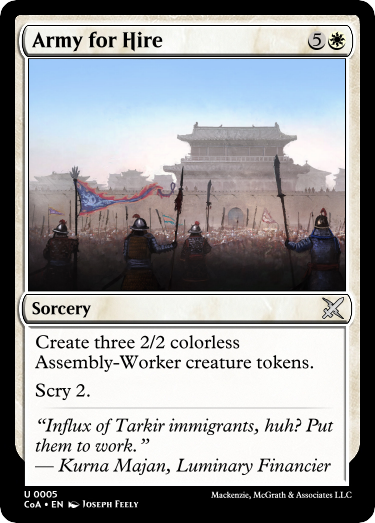 Army for Hire 5
Sorcery
Create three 2/2 colorless
Assembly-Worker creature tokens.
Scry 2.
“Influx of Tarkir immigrants, huh? Put
them to work.”
— Kurna Majan, Luminary Financier
U 0005
CoA • EN Joseph Feely
Mackenzie, McGrath & Associates LLC